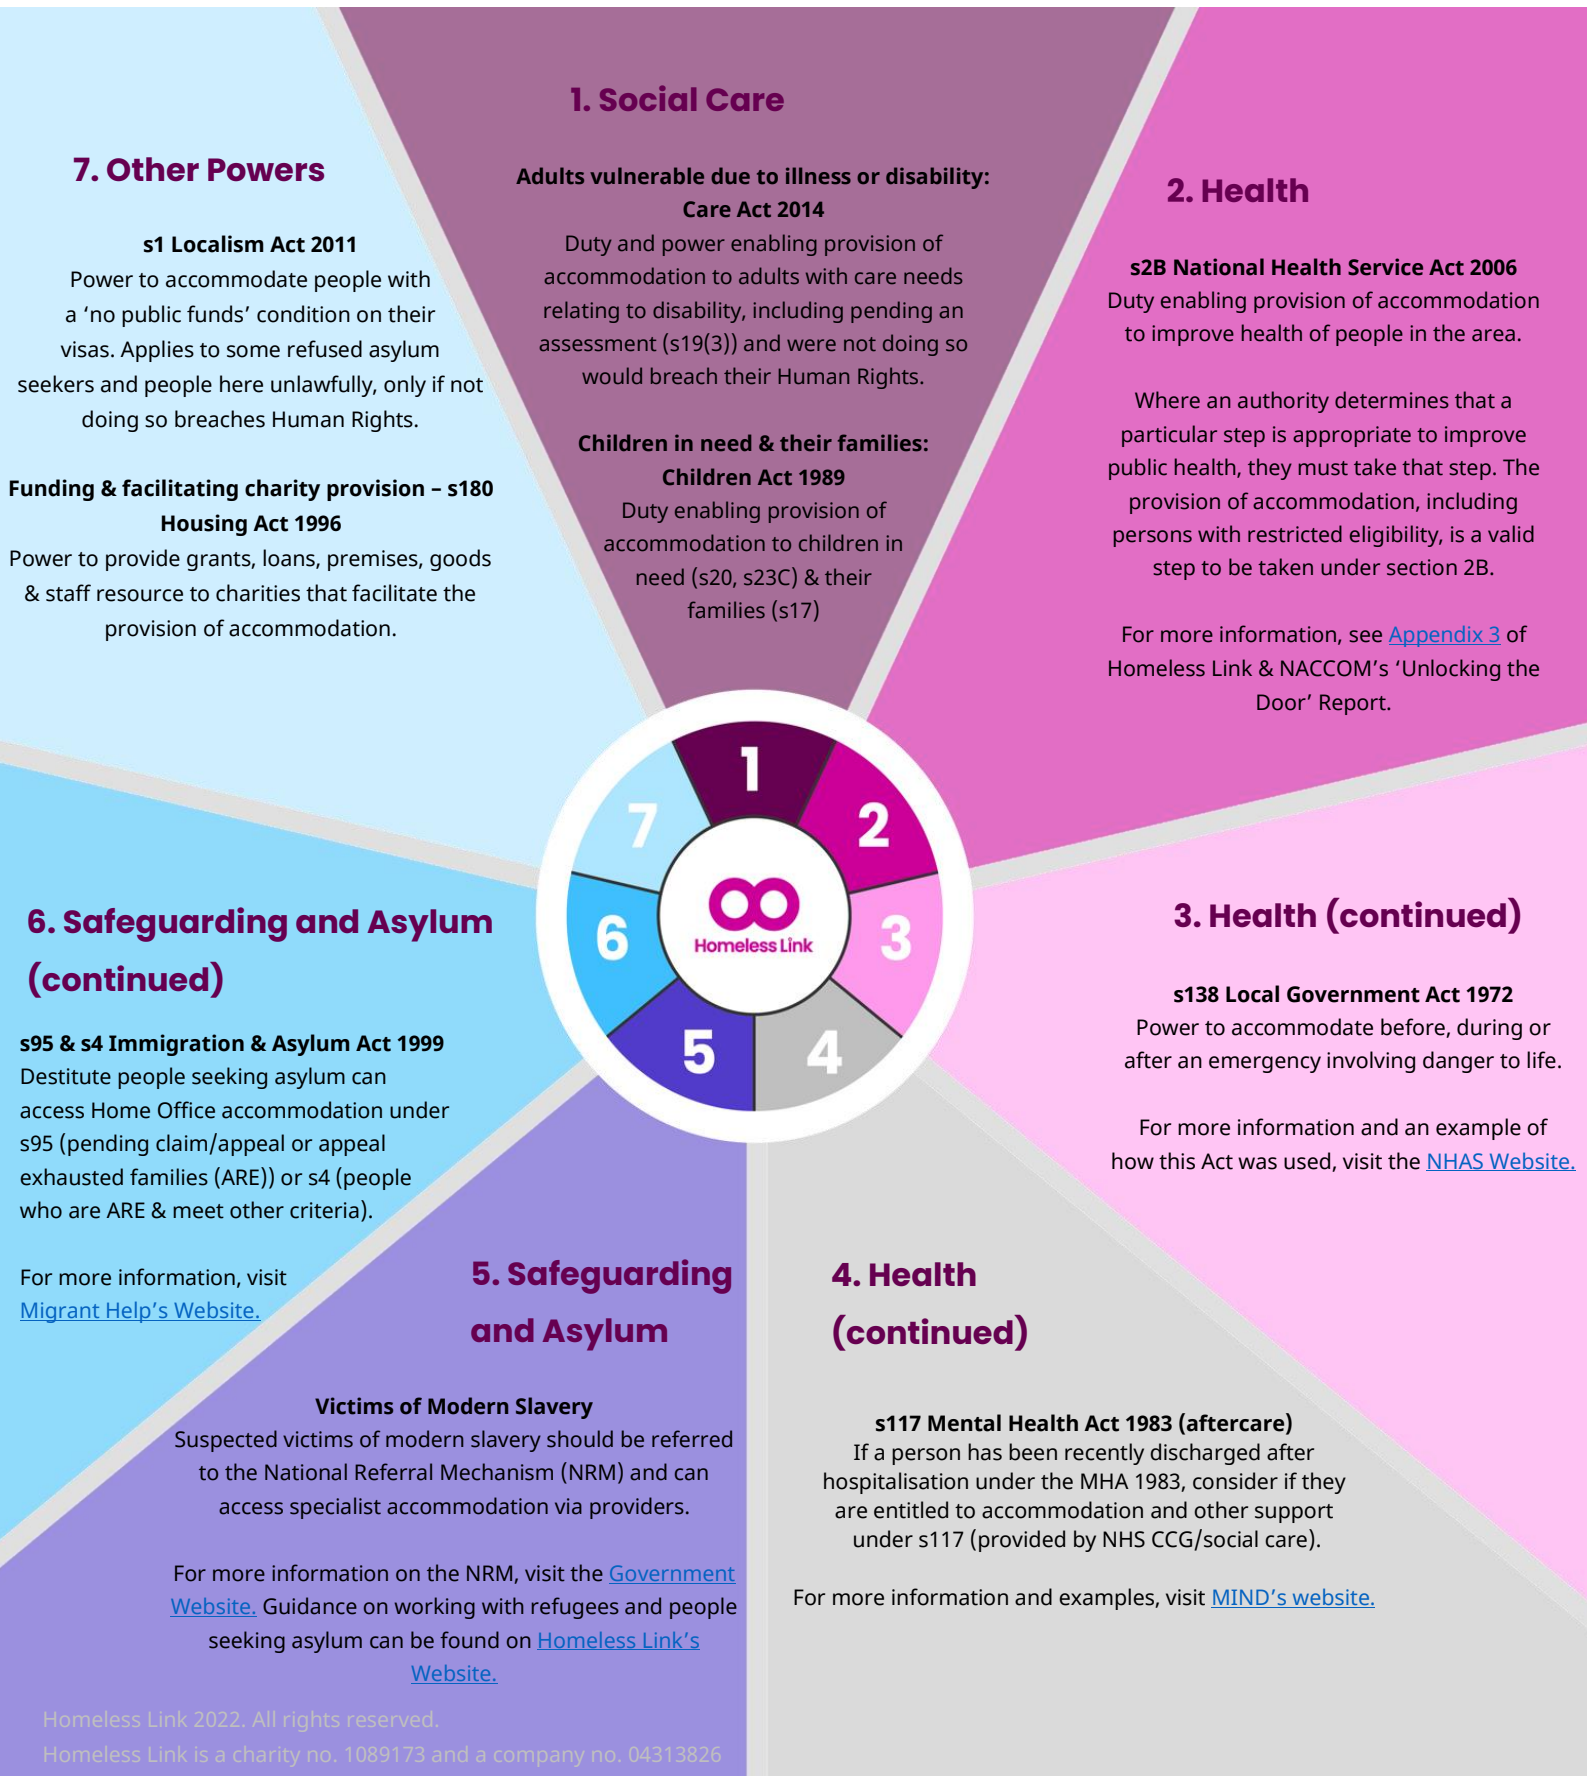 1. Social Care
Adults vulnerable due to illness or disability:
Care Act 2014
Duty and power enabling provision of
accommodation to adults with care needs
relating to disability, including pending an
assessment (s19(3)) and were not doing so
would breach their Human Rights.
Children in need & their families:
Children Act 1989
Duty enabling provision of
accommodation to children in
need (s20, s23C) & their
families (s17)
2. Health
s2B National Health Service Act 2006
Duty enabling provision of accommodation
to improve health of people in the area.
Where an authority determines that a
particular step is appropriate to improve
public health, they must take that step. The
provision of accommodation, including
persons with restricted eligibility, is a valid
step to be taken under section 2B.
For more information, see Appendix 3 of
Homeless Link & NACCOM’s ‘Unlocking the
Door’ Report.
3. Health (continued)
s138 Local Government Act 1972
Power to accommodate before, during or
after an emergency involving danger to life.
For more information and an example of
how this Act was used, visit the NHAS Website.
4. Health
(continued)
s117 Mental Health Act 1983 (aftercare)
If a person has been recently discharged after
hospitalisation under the MHA 1983, consider if they
are entitled to accommodation and other support
under s117 (provided by NHS CCG/social care).
For more information and examples, visit MIND’s website.
5. Safeguarding
and Asylum
Victims of Modern Slavery
Suspected victims of modern slavery should be referred
to the National Referral Mechanism (NRM) and can
access specialist accommodation via providers.
For more information on the NRM, visit the Government
Website. Guidance on working with refugees and people
seeking asylum can be found on Homeless Link’s
Website.
6. Safeguarding and Asylum
(continued)
s95 & s4 Immigration & Asylum Act 1999
Destitute people seeking asylum can
access Home Office accommodation under
s95 (pending claim/appeal or appeal
exhausted families (ARE)) or s4 (people
who are ARE & meet other criteria).
For more information, visit
Migrant Help’s Website.
7. Other Powers
s1 Localism Act 2011
Power to accommodate people with
a ‘no public funds’ condition on their
visas. Applies to some refused asylum
seekers and people here unlawfully, only if not
doing so breaches Human Rights.
Funding & facilitating charity provision – s180
Housing Act 1996
Power to provide grants, loans, premises, goods
& staff resource to charities that facilitate the
provision of accommodation.
1
2
3
4
5
6
7
Homeless Link
Homeless Link 2022. All rights reserved.
Homeless Link is a charity no. 1089173 and a company no. 04313826